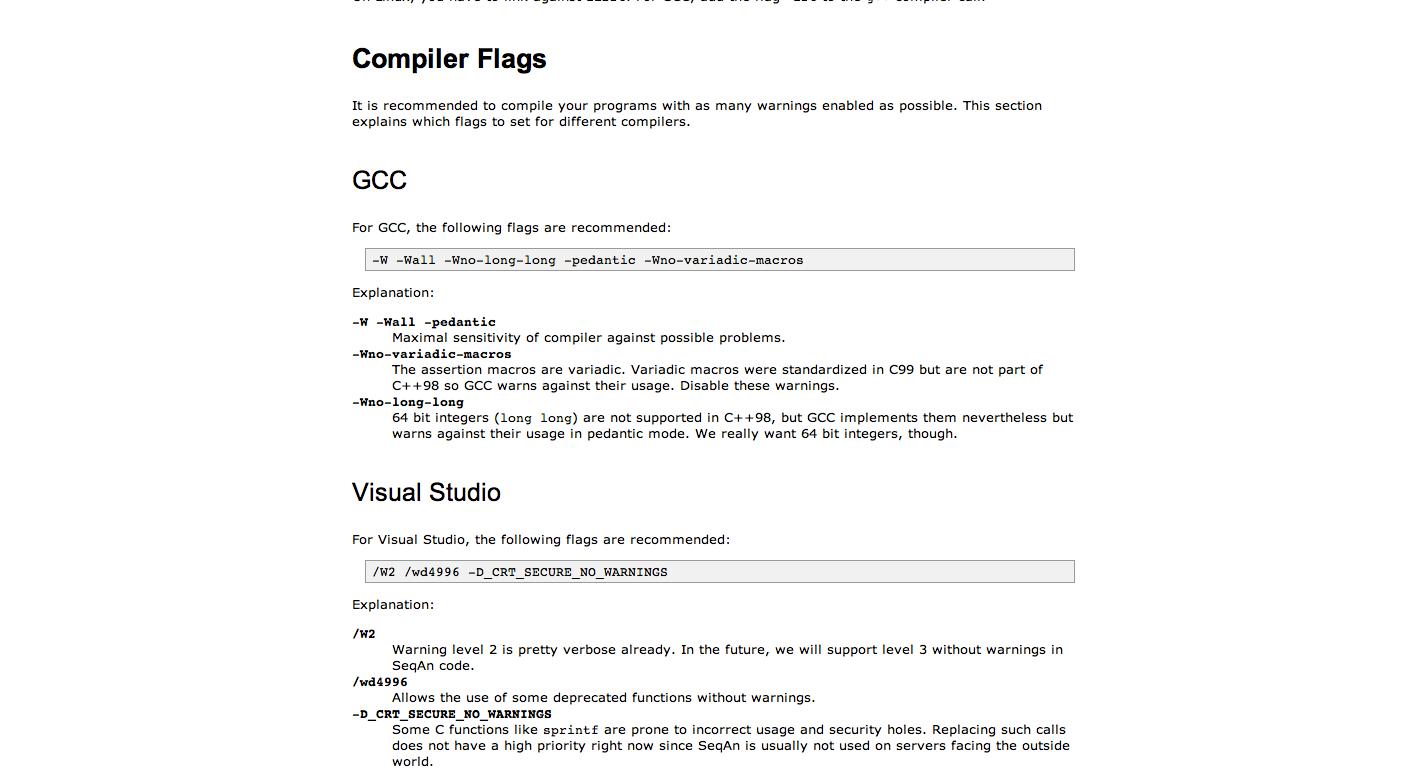 Compiler Flags
It is recommended to compile your programs with as many warnings enabled as possible. This section
explains which flags to set for different compilers.
GCC
For GCC, the following flags are recommended:
-W -Wall -Wno-long-long -pedantic -Wno-variadic-macros
Explanation:
-W -Wall -pedantic
Maximal sensitivity of compiler against possible problems.
-Wno-variadic-macros
The assertion macros are variadic. Variadic macros were standardized in C99 but are not part of
C++98 so GCC warns against their usage. Disable these warnings.
-Wno-long-long
64 bit integers (long long) are not supported in C++98, but GCC implements them nevertheless but
warns against their usage in pedantic mode. We really want 64 bit integers, though.
Visual Studio
For Visual Studio, the following flags are recommended:
/W2 /wd4996 -D_CRT_SECURE_NO_WARNINGS
Explanation:
/W2
Warning level 2 is pretty verbose already. In the future, we will support level 3 without warnings in
SeqAn code.
/wd4996
Allows the use of some deprecated functions without warnings.
-D_CRT_SECURE_NO_WARNINGS
Some C functions like sprintf are prone to incorrect usage and security holes. Replacing such calls
does not have a high priority right now since SeqAn is usually not used on servers facing the outside
world.